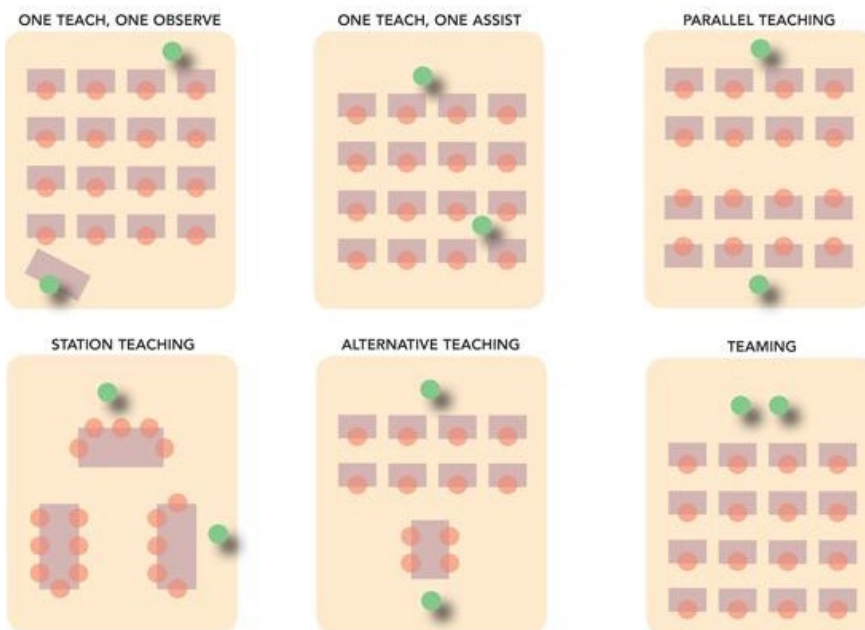 ONE TEACH, ONE OBSERVE
ONE TEACH, ONE ASSIST
PARALLEL TEACHING
STATION TEACHING
ALTERNATIVE TEACHING
TEAMING